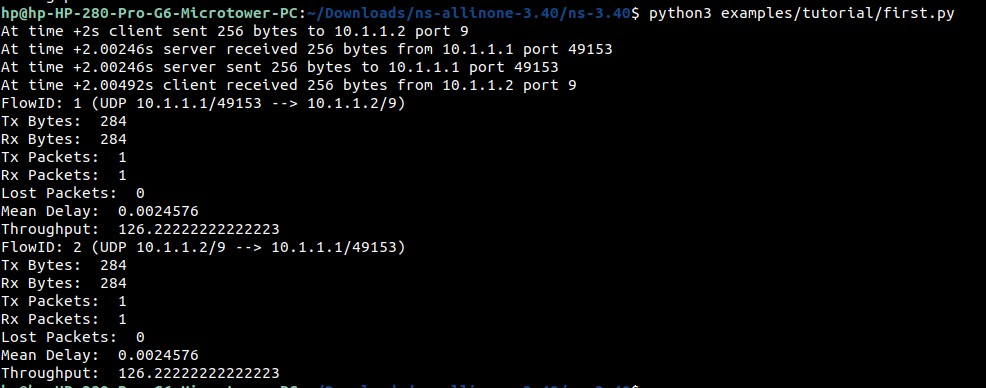 hp@hp-HP-280-Pro-G6-Microtower-PC:~/Downloads/ns-allinone-3.40/ns-3.40$ python3 examples/tutorial/first.py
At time +2s client sent 256 bytes to 10.1.1.2 port 9
At time +2.00246s server received 256 bytes from 10.1.1.1 port 49153
At time +2.00246s server sent 256 bytes to 10.1.1.1 port 49153
At time +2.00492s client received 256 bytes from 10.1.1.2 port 9
FlowID: 1 (UDP 10.1.1.1/49153 --> 10.1.1.2/9)
Tx Bytes:  284
Rx Bytes:  284
Tx Packets:  1
Rx Packets:  1
Lost Packets:  0
Mean Delay:  0.0024576
Throughput:  126.22222222222223
FlowID: 2 (UDP 10.1.1.2/9 --> 10.1.1.1/49153)
Tx Bytes:  284
Rx Bytes:  284
Tx Packets:  1
Rx Packets:  1
Lost Packets:  0
Mean Delay:  0.0024576
Throughput:  126.22222222222223